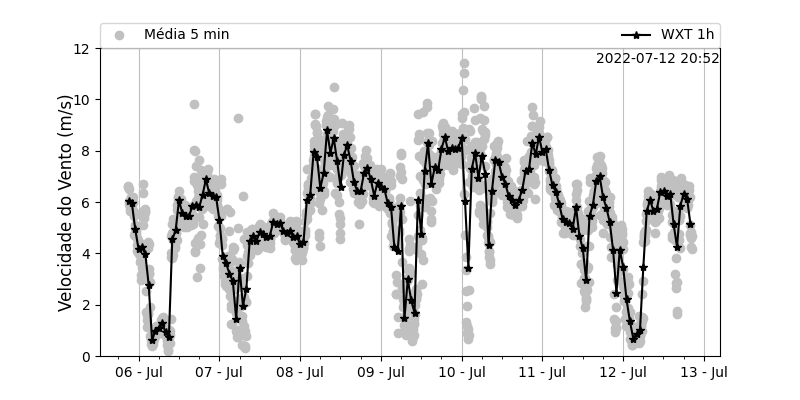 Média 5 min
WXT 1h
2022-07-12 20:52
Velocidade do Vento (m/s)
12
10
8
6
4
2
0
06 - Jul
07 - Jul
08 - Jul
09 - Jul
10 - Jul
11 - Jul
12 - Jul
13 - Jul